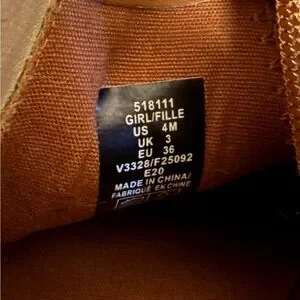 518111
GIRL/FILLE
US 4M
UK 3
EU 36
V3328/F25092
E20
MADE IN CHINA/
FABRIQUÉ EN CHINE